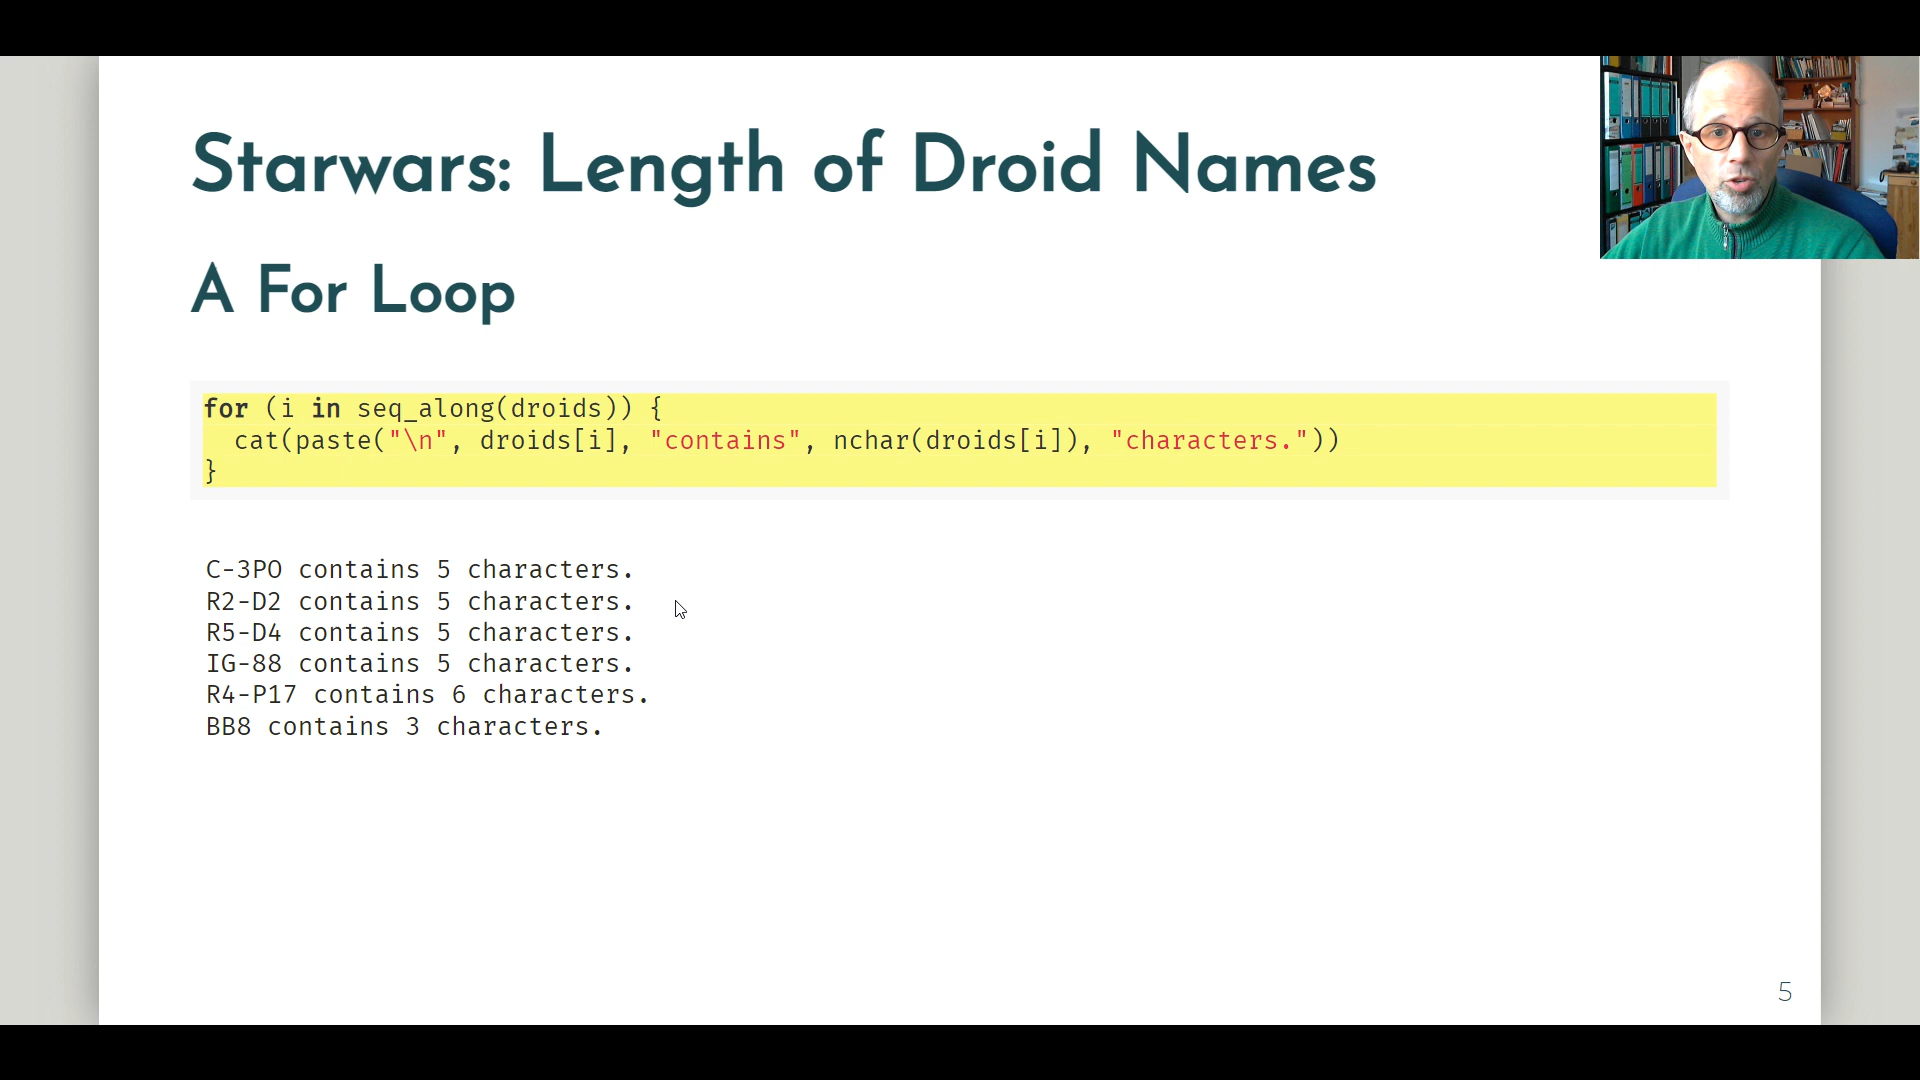 Starwars: Length of Droid Names
A For Loop
for (i in seq_along(droids)) {
  cat(paste("\n", droids[i], "contains", nchar(droids[i]), "characters."))
}
C-3PO contains 5 characters.
R2-D2 contains 5 characters.
R5-D4 contains 5 characters.
IG-88 contains 5 characters.
R4-P17 contains 6 characters.
BB8 contains 3 characters.
5